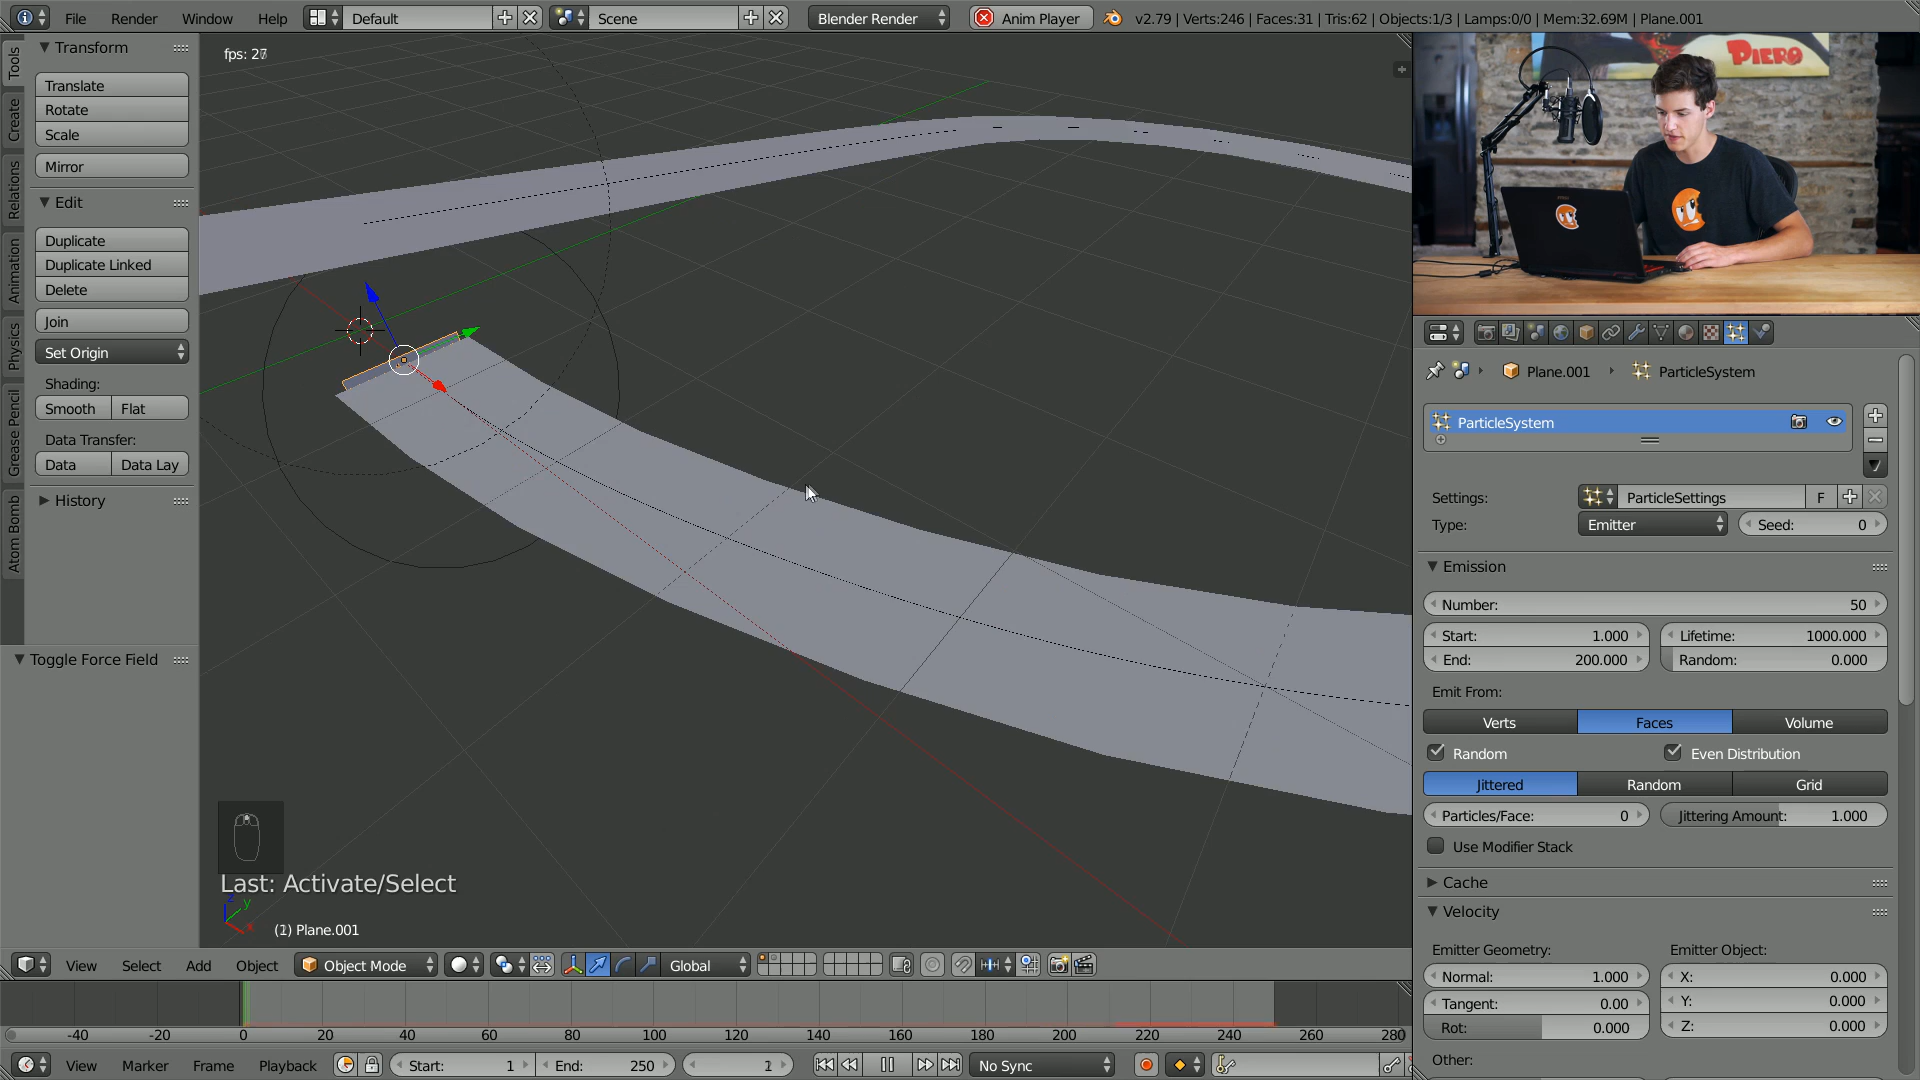 File Render Window Help Default Scene Blender Render Anim Player v2.79 | Verts:246 | Faces:31 | Tris:62 | Objects:1/3 | Lamps:0/0 | Mem:32.69M | Plane.001
Tools
Create
Relations
Animation
Physics
Grease Pencil
Atom Bomb
Transform
Translate
Rotate
Scale
Mirror
Edit
Duplicate
Duplicate Linked
Delete
Join
Set Origin
Shading:
Smooth Flat
Data Transfer:
Data Data Lay
History
Toggle Force Field
Last: Activate/Select
z y x
(1) Plane.001
PIERO
Plane.001 ParticleSystem
ParticleSystem
Settings: ParticleSettings F
Type: Emitter Seed: 0
Emission
Number: 50
Start: 1.000 Lifetime: 1000.000
End: 200.000 Random: 0.000
Emit From:
Verts Faces Volume
Random Even Distribution
Jittered Random Grid
Particles/Face: 0 Jittering Amount: 1.000
Use Modifier Stack
Cache
Velocity
Emitter Geometry: Emitter Object:
Normal: 1.000 X: 0.000
Tangent: 0.00 Y: 0.000
Rot: 0.000 Z: 0.000
Other:
View Select Add Object Object Mode Global
-40 -20 0 20 40 60 80 100 120 140 160 180 200 220 240 260 280
View Marker Frame Playback Start: 1 End: 250 1 No Sync